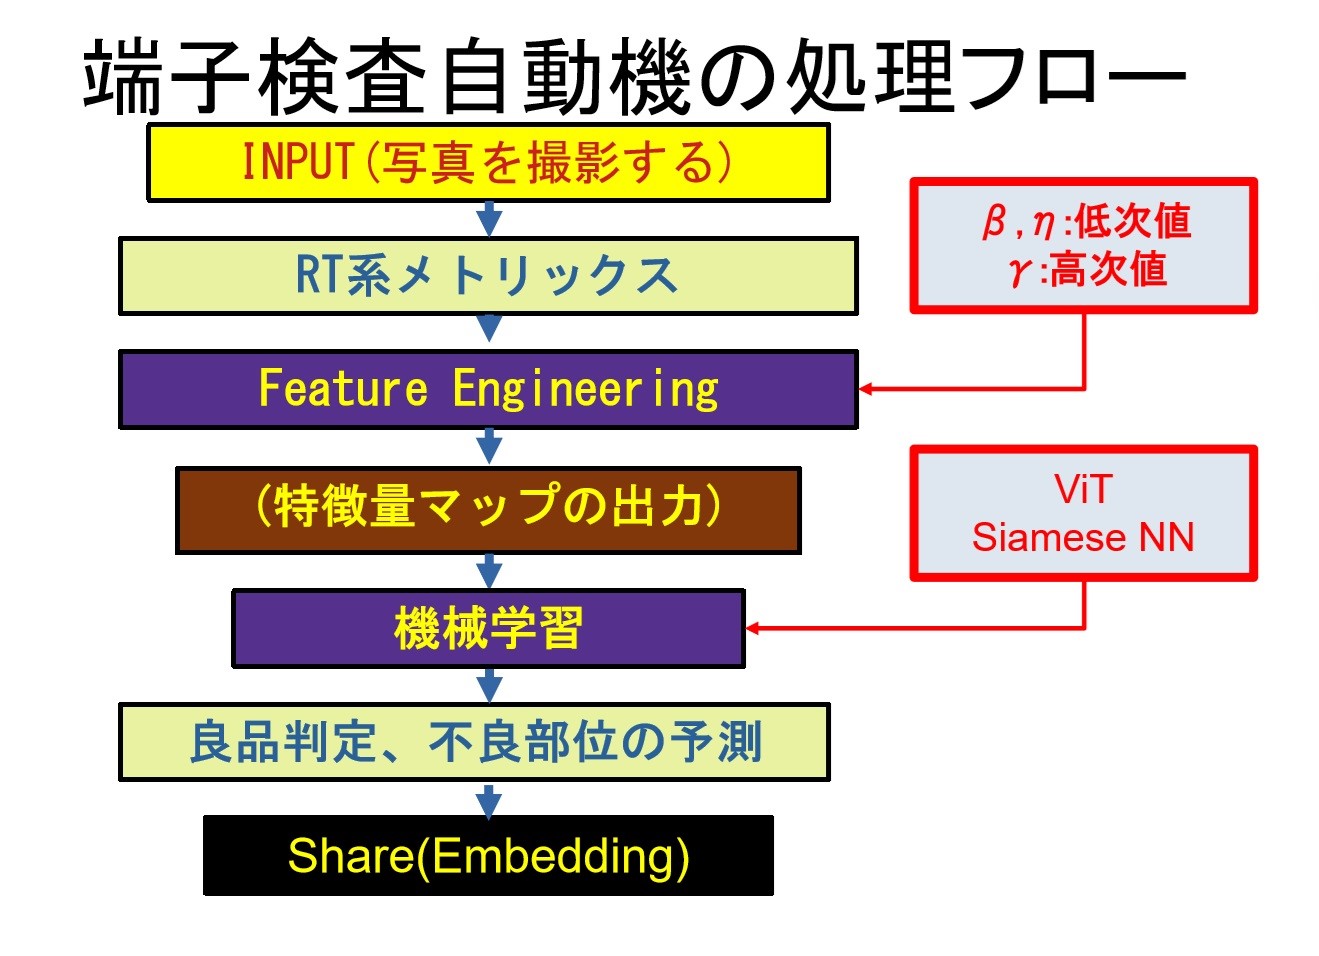 端子検査自動機の処理フロー
INPUT(写真を撮影する)
RT系メトリックス
β,η:低次値
γ:高次値
Feature Engineering
(特徴量マップの出力)
ViT
Siamese NN
機械学習
良品判定、不良部位の予測
Share(Embedding)